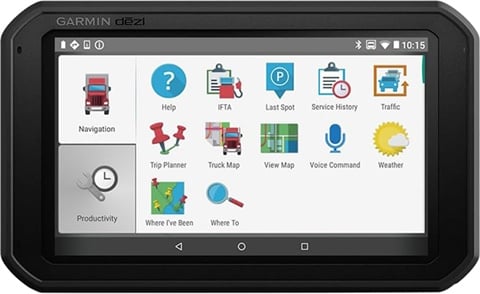 GARMIN dēzl
10:15
Navigation
Productivity
Help
IFTA
Last Spot
Service History
Traffic
Trip Planner
Truck Map
View Map
Voice Command
Weather
Where I've Been
Where To